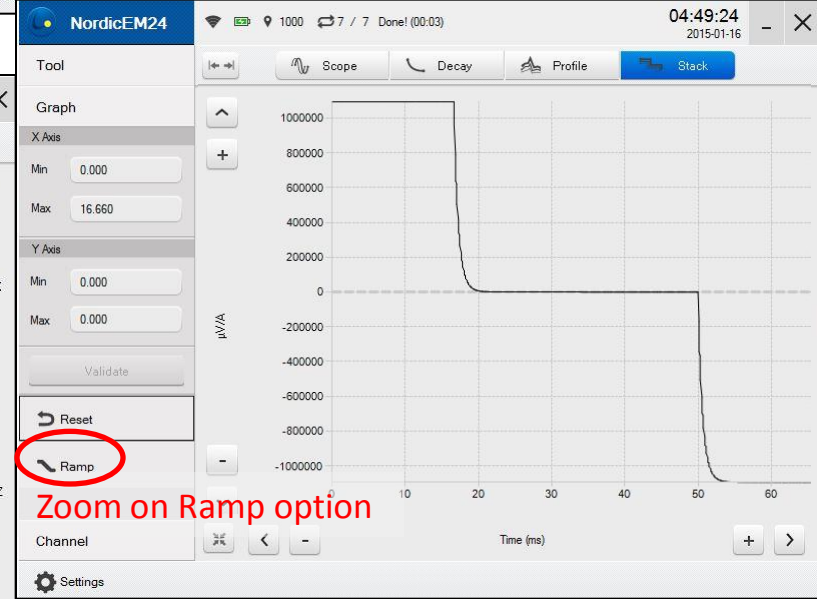 NordicEM24
1000
7 / 7 Done! (00:03)
04:49:24
2015-01-16
Tool
Scope
Decay
Profile
Stack
Graph
X Axis
Min 0.000
Max 16.660
Y Axis
Min 0.000
Max 0.000
Validate
Reset
Ramp
Zoom on Ramp option
Channel
Settings
1000000
800000
600000
400000
200000
0
-200000
-400000
-600000
-800000
-1000000
µV/A
10 20 30 40 50 60
Time (ms)